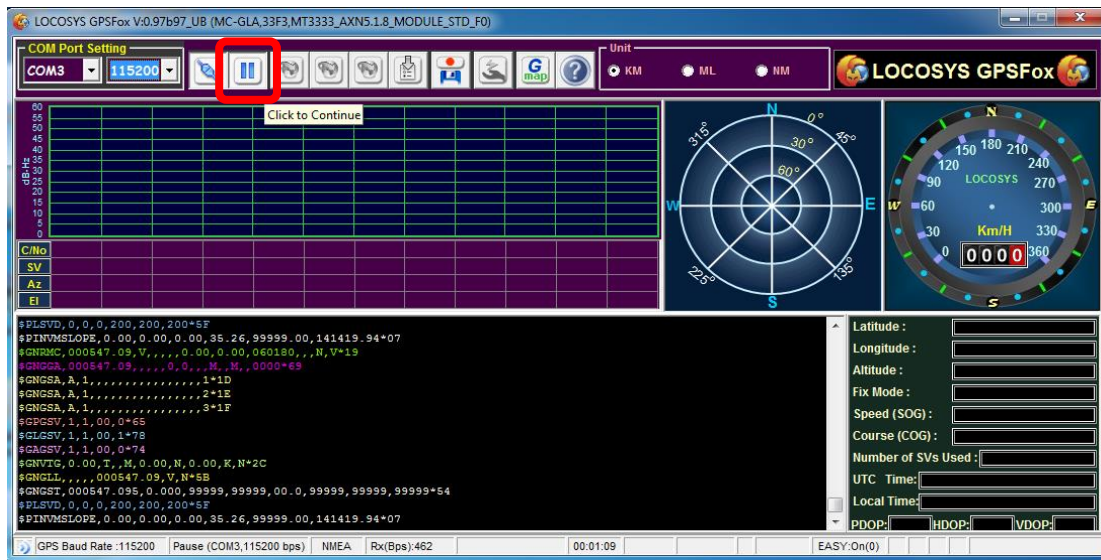 LOCOSYS GPSFox V:0.97b97_UB (MC-GLA,33F3,MT3333_AXN5.1.8_MODULE_STD_F0)
COM Port Setting
COM3
115200
G
map
?
Unit
KM
ML
NM
LOCOSYS GPSFox
Click to Continue
60
55
50
45
40
35
30
25
20
15
10
5
0
dB-Hz
C/No
SV
Az
El
N
0°
45°
30°
60°
315°
W
E
225°
135°
S
N
150 180 210
120 240
90 LOCOSYS 270
W 60 300 E
30 Km/H 330
0 0000 360
S
$PLSVD,0,0,0,200,200,200*5F
$PINVMSLOPE,0.00,0.00,0.00,35.26,99999.00,141419.94*07
$GNRMC,000547.09,V,,,,,0.00,0.00,060180,,,N,V*19
$GNGGA,000547.09,,,,,0,0,,,M,,M,,0000*69
$GNGSA,A,1,,,,,,,,,,,,,,,,1*1D
$GNGSA,A,1,,,,,,,,,,,,,,,,2*1E
$GNGSA,A,1,,,,,,,,,,,,,,,,3*1F
$GPGSV,1,1,00,0*65
$GLGSV,1,1,00,1*78
$GAGSV,1,1,00,0*74
$GNVTG,0.00,T,,M,0.00,N,0.00,K,N*2C
$GNGLL,,,,,000547.09,V,N*5B
$GNGST,000547.095,0.000,99999,99999,00.0,99999,99999,99999*54
$PLSVD,0,0,0,200,200,200*5F
$PINVMSLOPE,0.00,0.00,0.00,35.26,99999.00,141419.94*07
Latitude :
Longitude :
Altitude :
Fix Mode :
Speed (SOG) :
Course (COG) :
Number of SVs Used :
UTC Time:
Local Time:
PDOP: HDOP: VDOP:
GPS Baud Rate :115200
Pause (COM3,115200 bps)
NMEA
Rx(Bps):462
00:01:09
EASY:On(0)